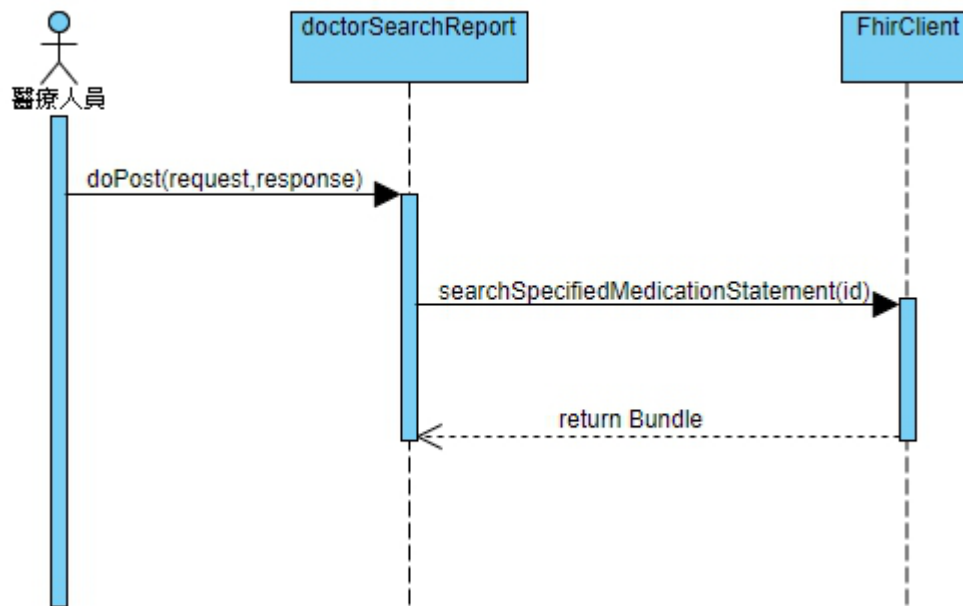 doctorSearchReport
FhirClient
醫療人員
doPost(request,response)
searchSpecifiedMedicationStatement(id)
return Bundle